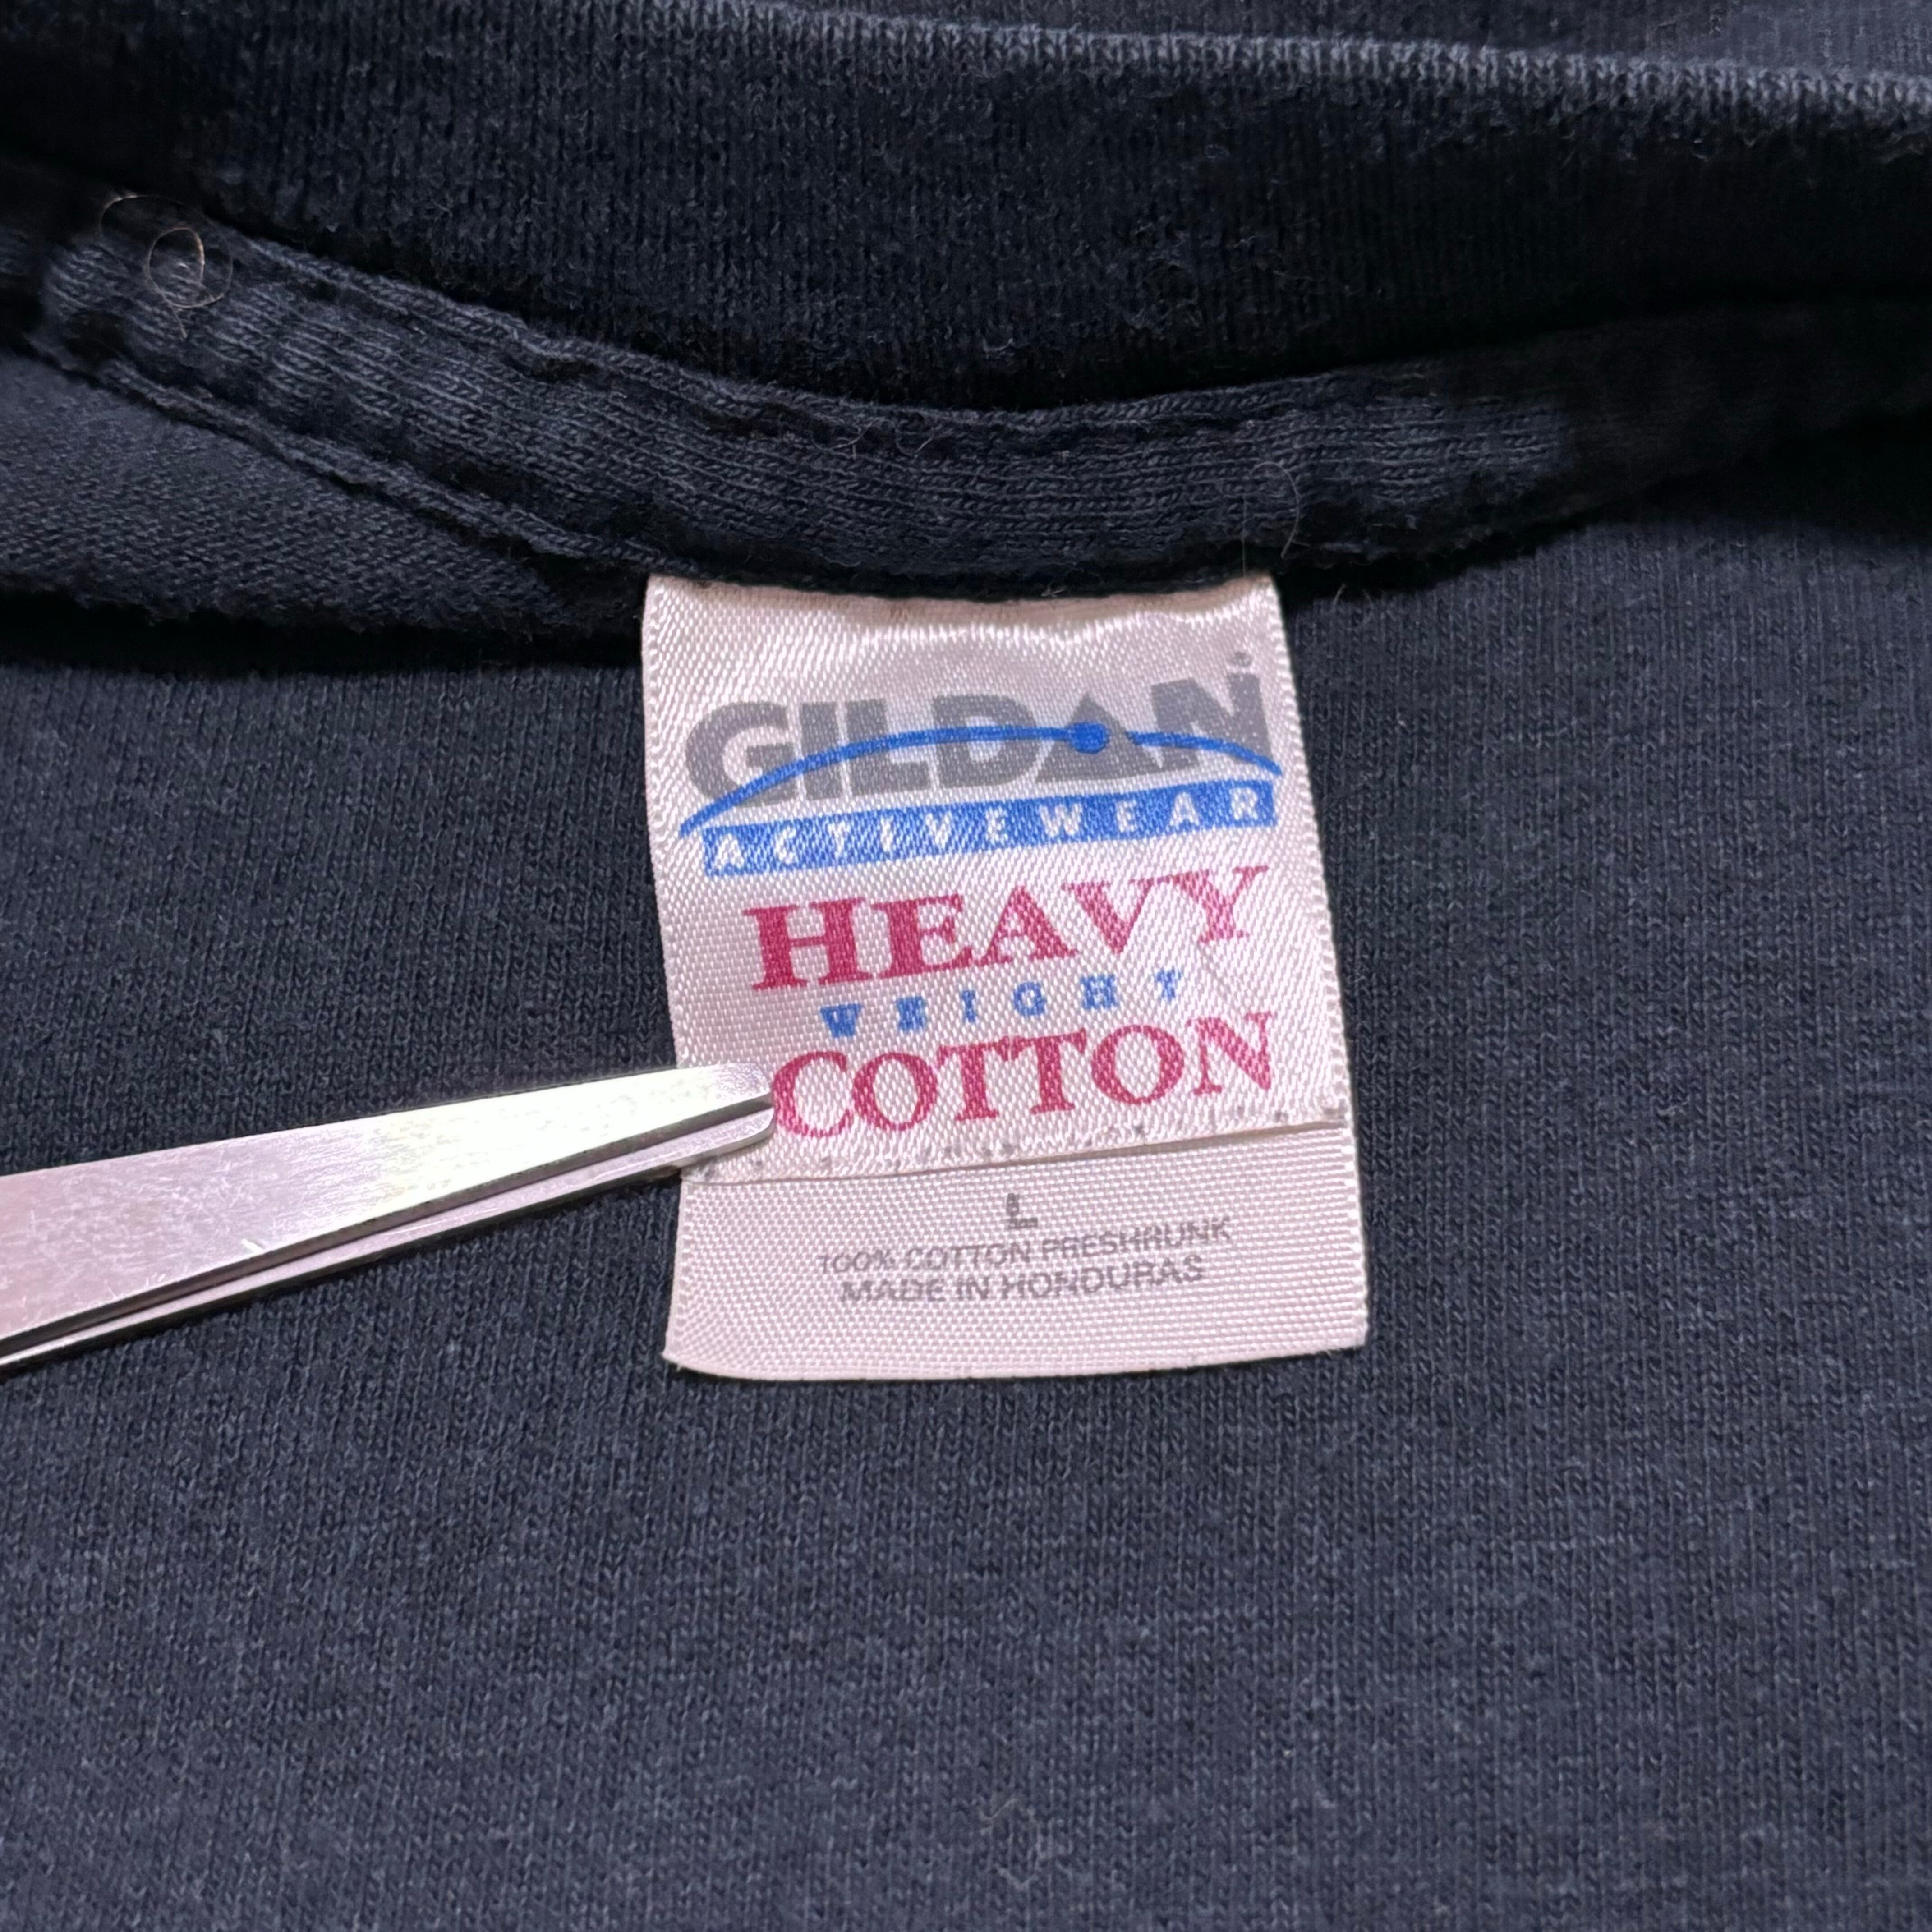 GILDAN
ACTIVEWEAR
HEAVY
WEIGHT
COTTON
L
100% COTTON PRESHRUNK
MADE IN HONDURAS